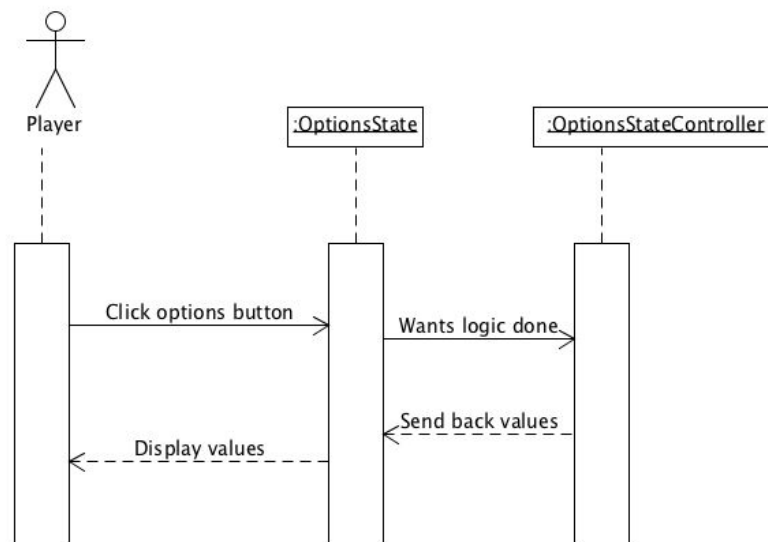 Player
:OptionsState
:OptionsStateController
Click options button
Wants logic done
Send back values
Display values